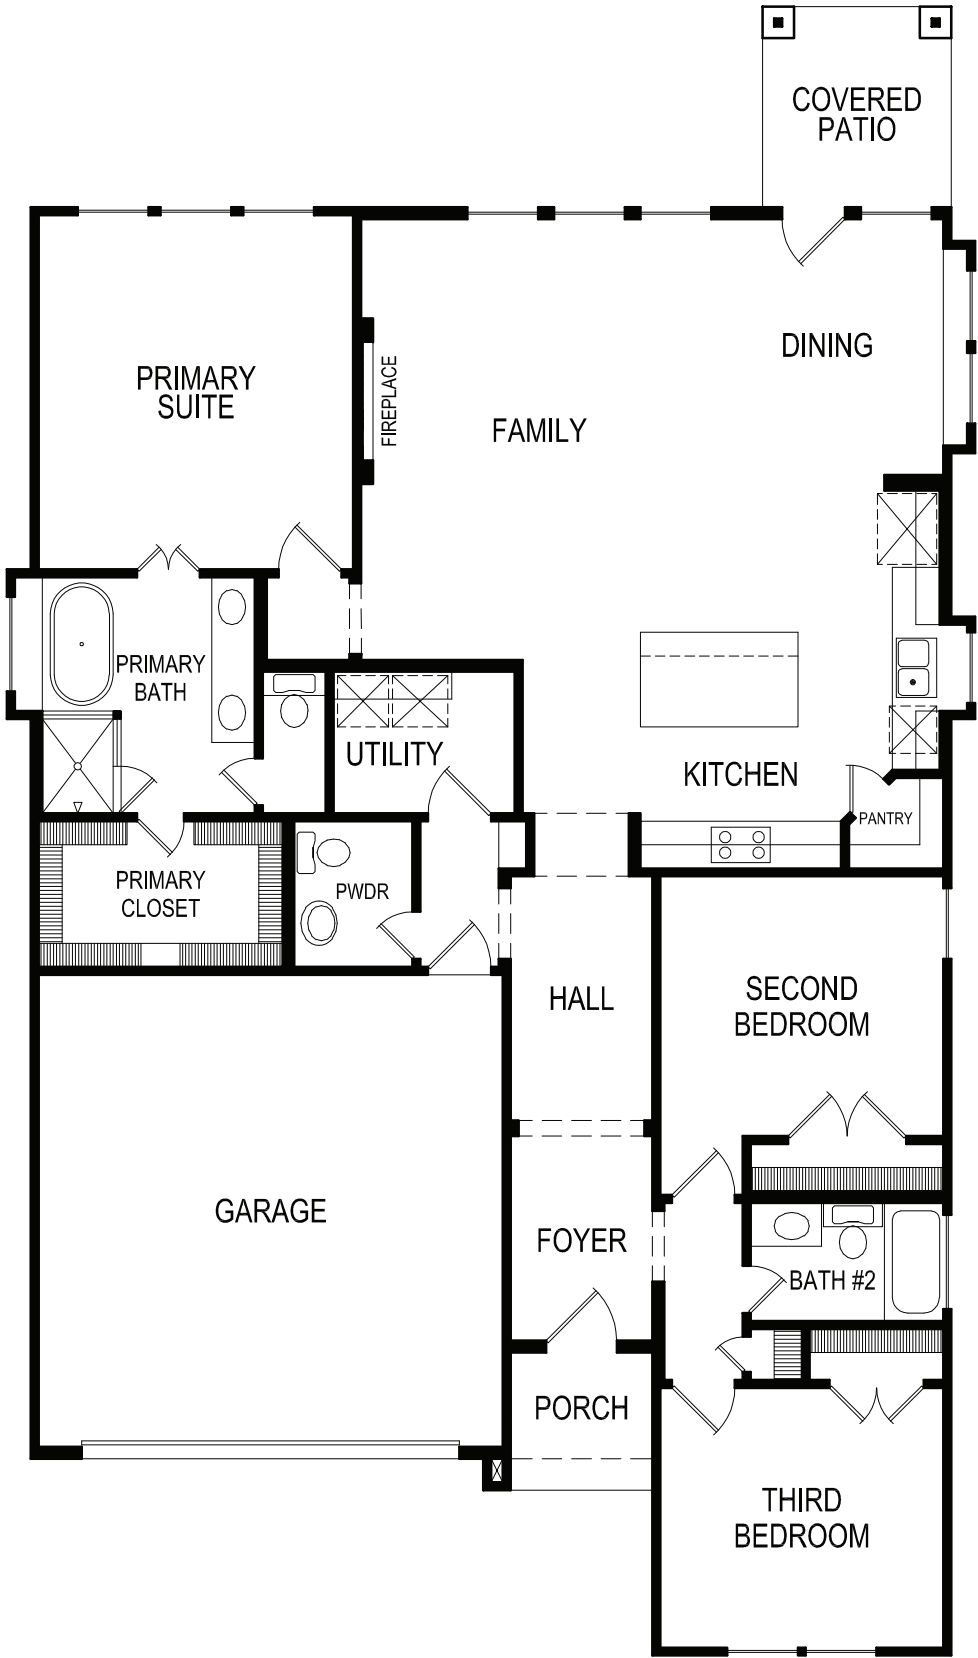 COVERED
PATIO
DINING
PRIMARY
SUITE
FIREPLACE
FAMILY
PRIMARY
BATH
UTILITY
KITCHEN
PANTRY
PRIMARY
CLOSET
PWDR
HALL
SECOND
BEDROOM
GARAGE
FOYER
BATH #2
PORCH
THIRD
BEDROOM